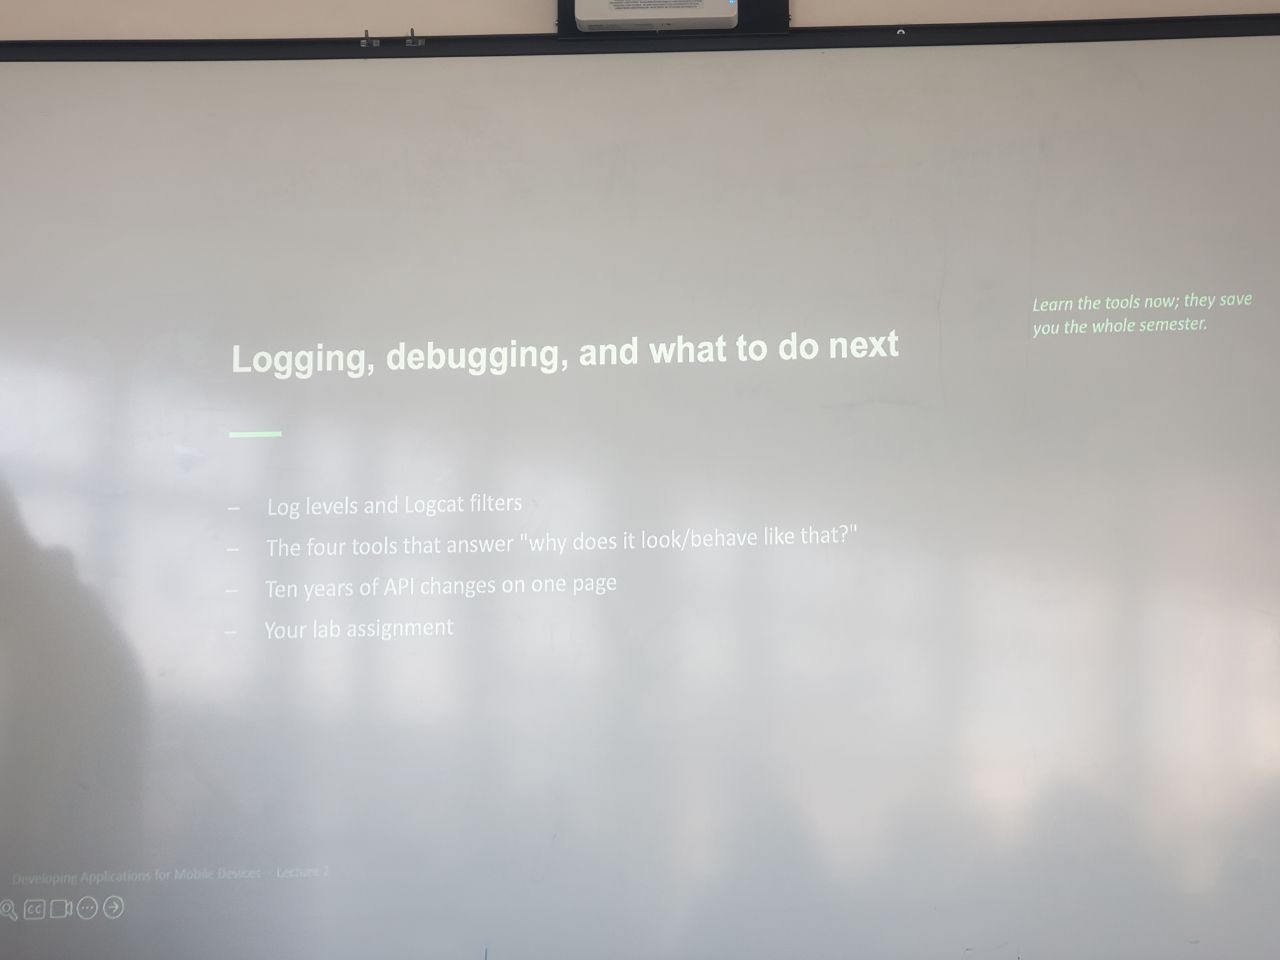 Learn the tools now; they save
you the whole semester.
Logging, debugging, and what to do next
– Log levels and Logcat filters
– The four tools that answer "why does it look/behave like that?"
– Ten years of API changes on one page
– Your lab assignment
Developing Applications for Mobile Devices · Lecture 2
CC